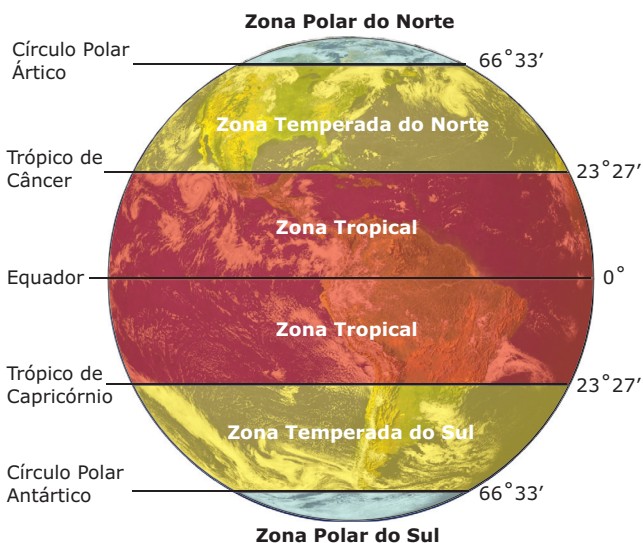 Zona Polar do Norte
Círculo Polar
Ártico
66˚33’
Zona Temperada do Norte
Trópico de
Câncer
23˚27’
Zona Tropical
Equador
0˚
Zona Tropical
Trópico de
Capricórnio
23˚27’
Zona Temperada do Sul
Círculo Polar
Antártico
66˚33’
Zona Polar do Sul